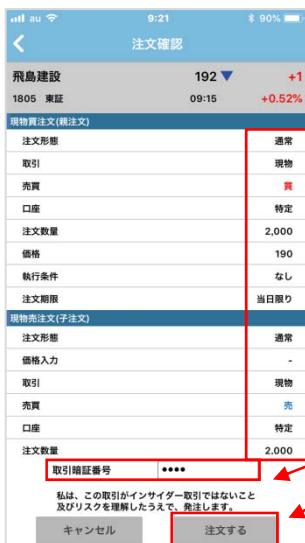 au 9:21 90%
注文確認
飛島建設 192▼ +1
1805 東証 09:15 +0.52%
現物買注文(親注文)
注文形態 通常
取引 現物
売買 買
口座 特定
注文数量 2,000
価格 190
執行条件 なし
注文期限 当日限り
現物売注文(子注文)
注文形態 通常
価格入力 -
取引 現物
売買 売
口座 特定
注文数量 2,000
取引暗証番号 ••••
私は、この取引がインサイダー取引ではないこと
及びリスクを理解したうえで、発注します。
キャンセル 注文する